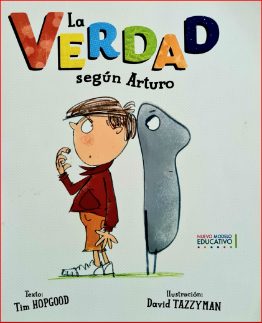 La
VERDAD
según Arturo
NUEVO MODELO
EDUCATIVO
Texto:
Tim HOPGOOD
Ilustración:
David TAZZYMAN